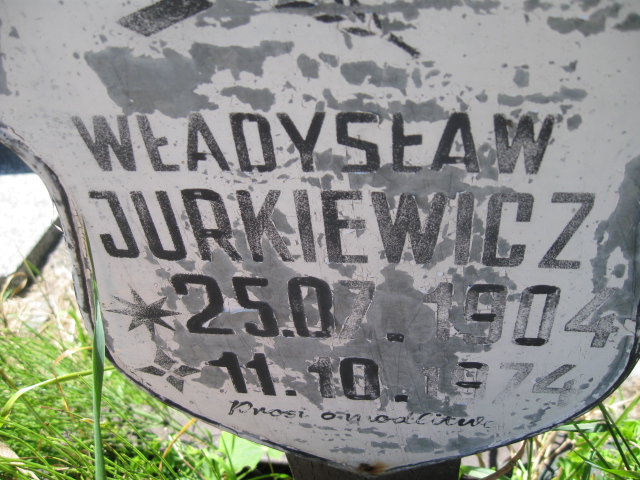 WŁADYSŁAW
JURKIEWICZ
25.07.1904
11.10.1974
Prosi o modlitwę